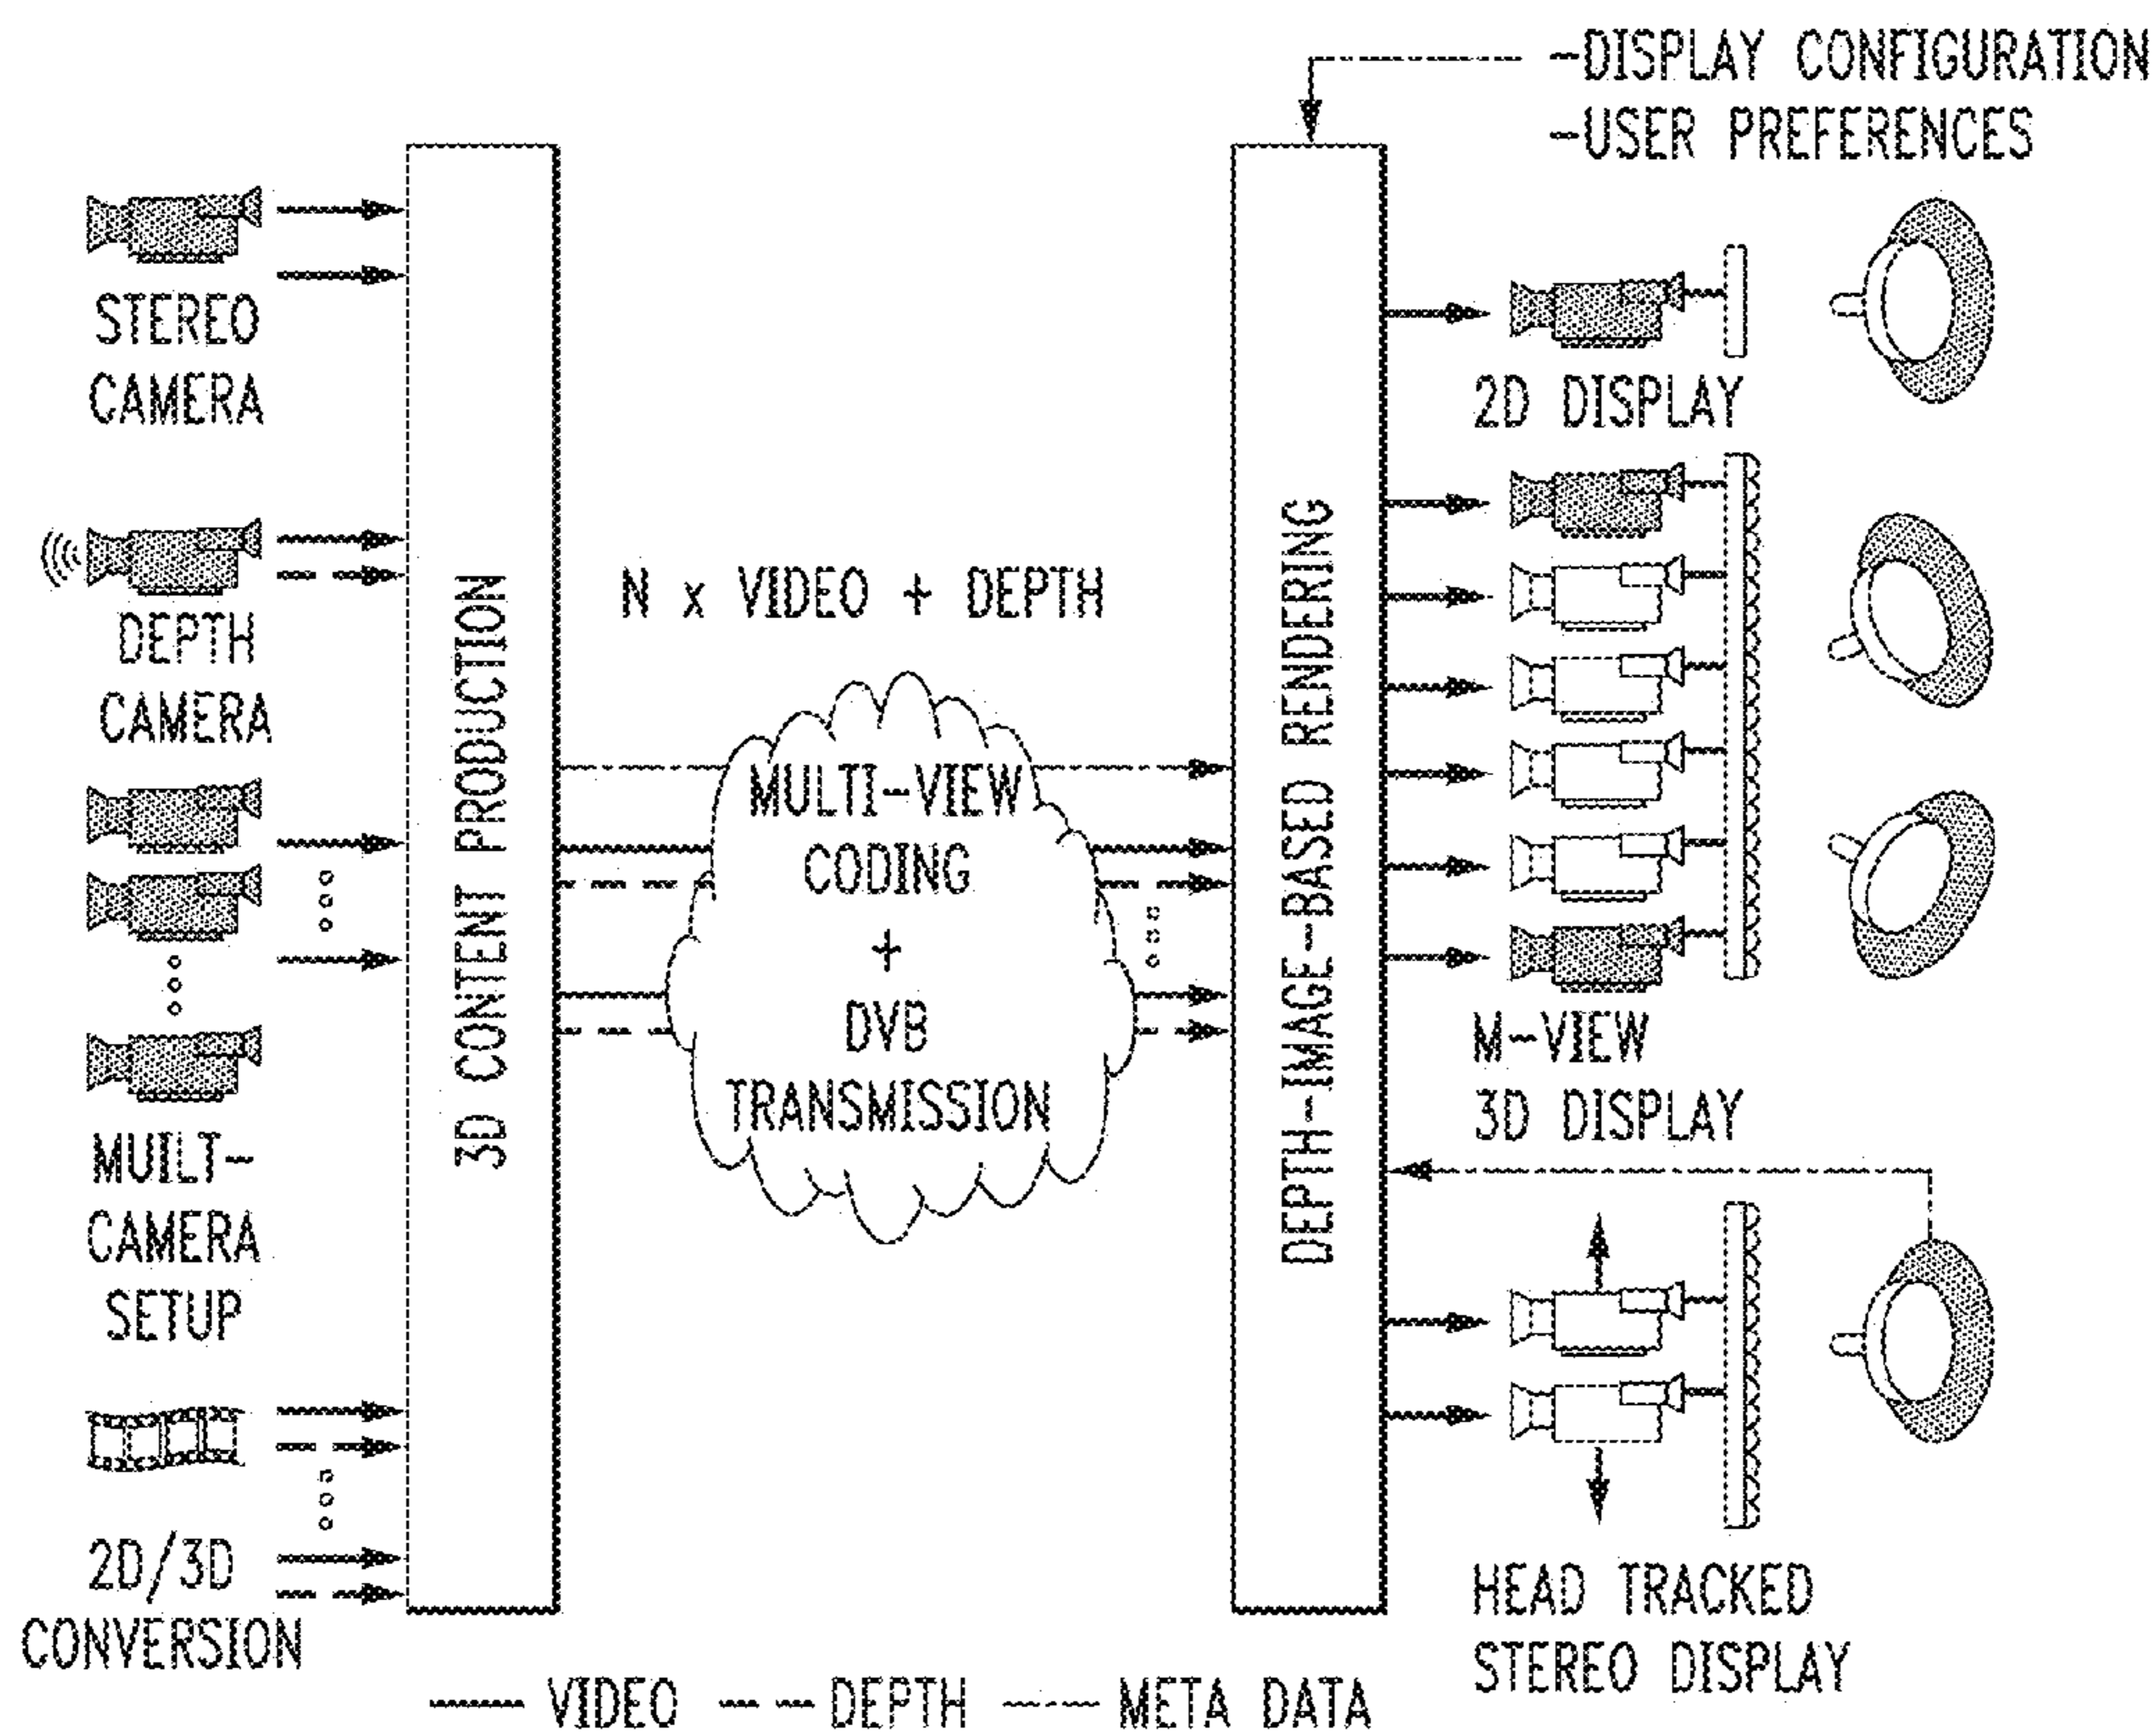 -DISPLAY CONFIGURATION
-USER PREFERENCES
STEREO
CAMERA
DEPTH
CAMERA
MUILT-
CAMERA
SETUP
2D/3D
CONVERSION
3D CONTENT PRODUCTION
N x VIDEO + DEPTH
MULTI-VIEW
CODING
+
DVB
TRANSMISSION
DEPTH-IMAGE-BASED RENDERING
2D DISPLAY
M-VIEW
3D DISPLAY
HEAD TRACKED
STEREO DISPLAY
VIDEO DEPTH META DATA